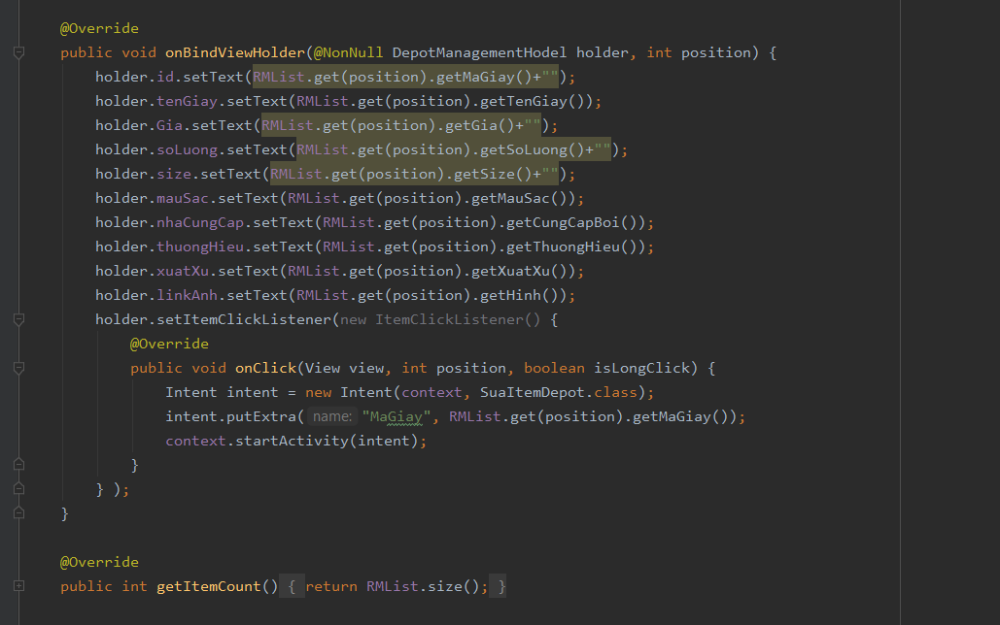 @Override
public void onBindViewHolder(@NonNull DepotManagementHodel holder, int position) {
holder.id.setText(RMList.get(position).getMaGiay()+"");
holder.tenGiay.setText(RMList.get(position).getTenGiay());
holder.Gia.setText(RMList.get(position).getGia()+"");
holder.soLuong.setText(RMList.get(position).getSoLuong()+"");
holder.size.setText(RMList.get(position).getSize()+"");
holder.mauSac.setText(RMList.get(position).getMauSac());
holder.nhaCungCap.setText(RMList.get(position).getCungCapBoi());
holder.thuongHieu.setText(RMList.get(position).getThuongHieu());
holder.xuatXu.setText(RMList.get(position).getXuatXu());
holder.linkAnh.setText(RMList.get(position).getHinh());
holder.setItemClickListener(new ItemClickListener() {
@Override
public void onClick(View view, int position, boolean isLongClick) {
Intent intent = new Intent(context, SuaItemDepot.class);
intent.putExtra( name: "MaGiay", RMList.get(position).getMaGiay());
context.startActivity(intent);
}
} );
}
@Override
public int getItemCount() { return RMList.size(); }